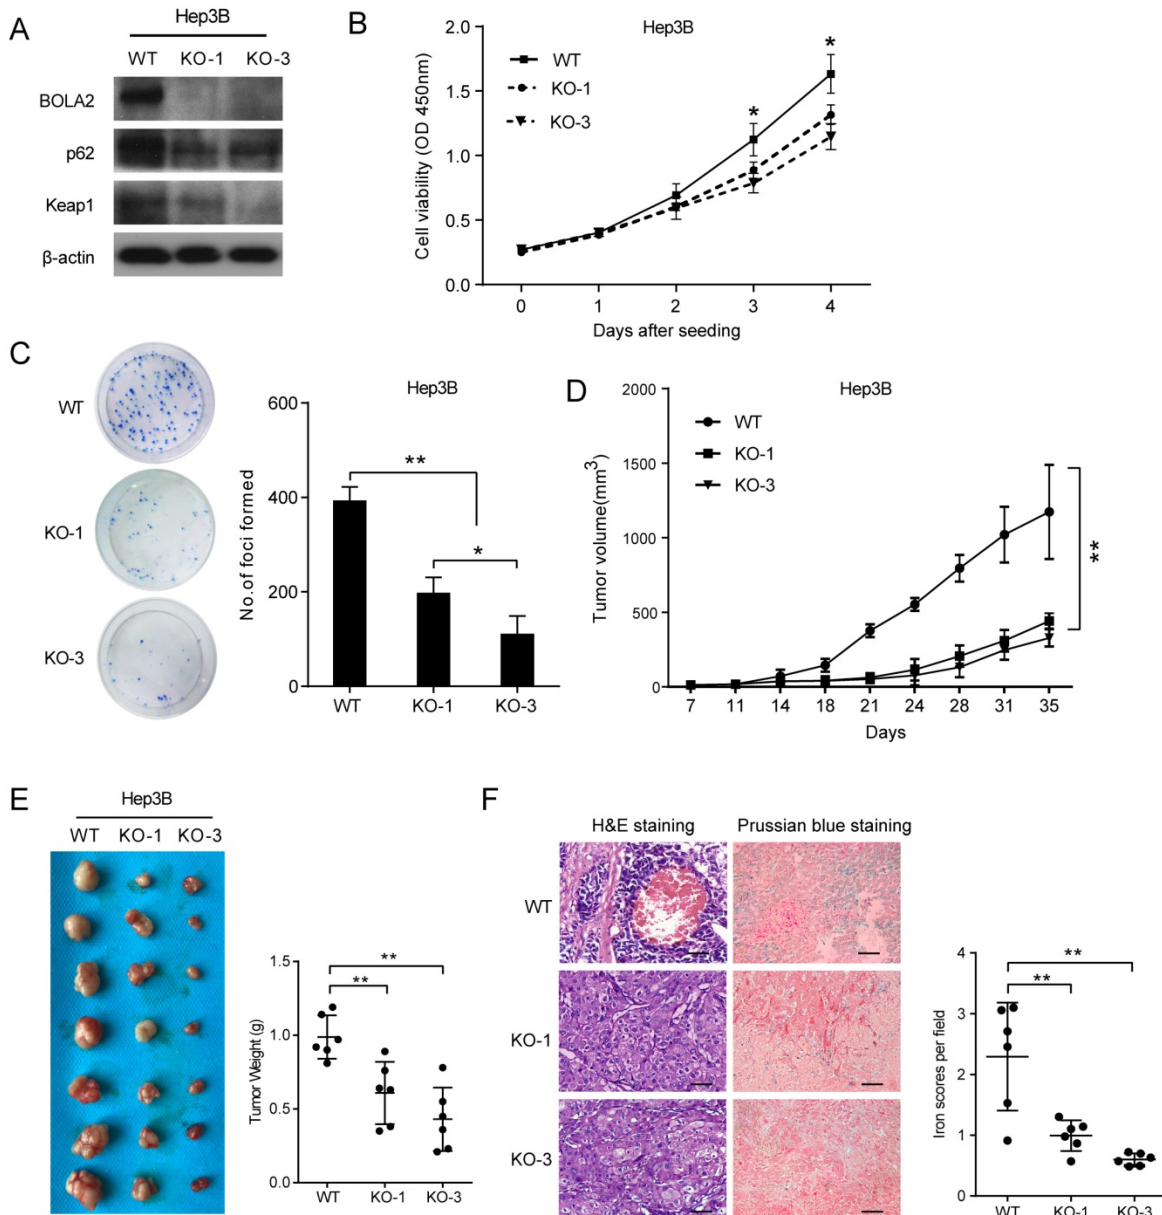 A
Hep3B
WT KO-1 KO-3
BOLA2
p62
Keap1
β-actin
B
Hep3B
WT
KO-1
KO-3
*
*
Cell viability (OD 450nm)
2.0
1.5
1.0
0.5
0.0
0 1 2 3 4
Days after seeding
C
WT
KO-1
KO-3
Hep3B
No.of foci formed
600
400
200
0
**
*
WT KO-1 KO-3
D
Hep3B
WT
KO-1
KO-3
Tumor volume(mm³)
2000
1500
1000
500
0
**
7 11 14 18 21 24 28 31 35
Days
E
Hep3B
WT KO-1 KO-3
Tumor Weight (g)
1.5
1.0
0.5
0.0
**
**
WT KO-1 KO-3
F
H&E staining Prussian blue staining
WT
KO-1
KO-3
Iron scores per field
4
3
2
1
0
**
**
WT KO-1 KO-3